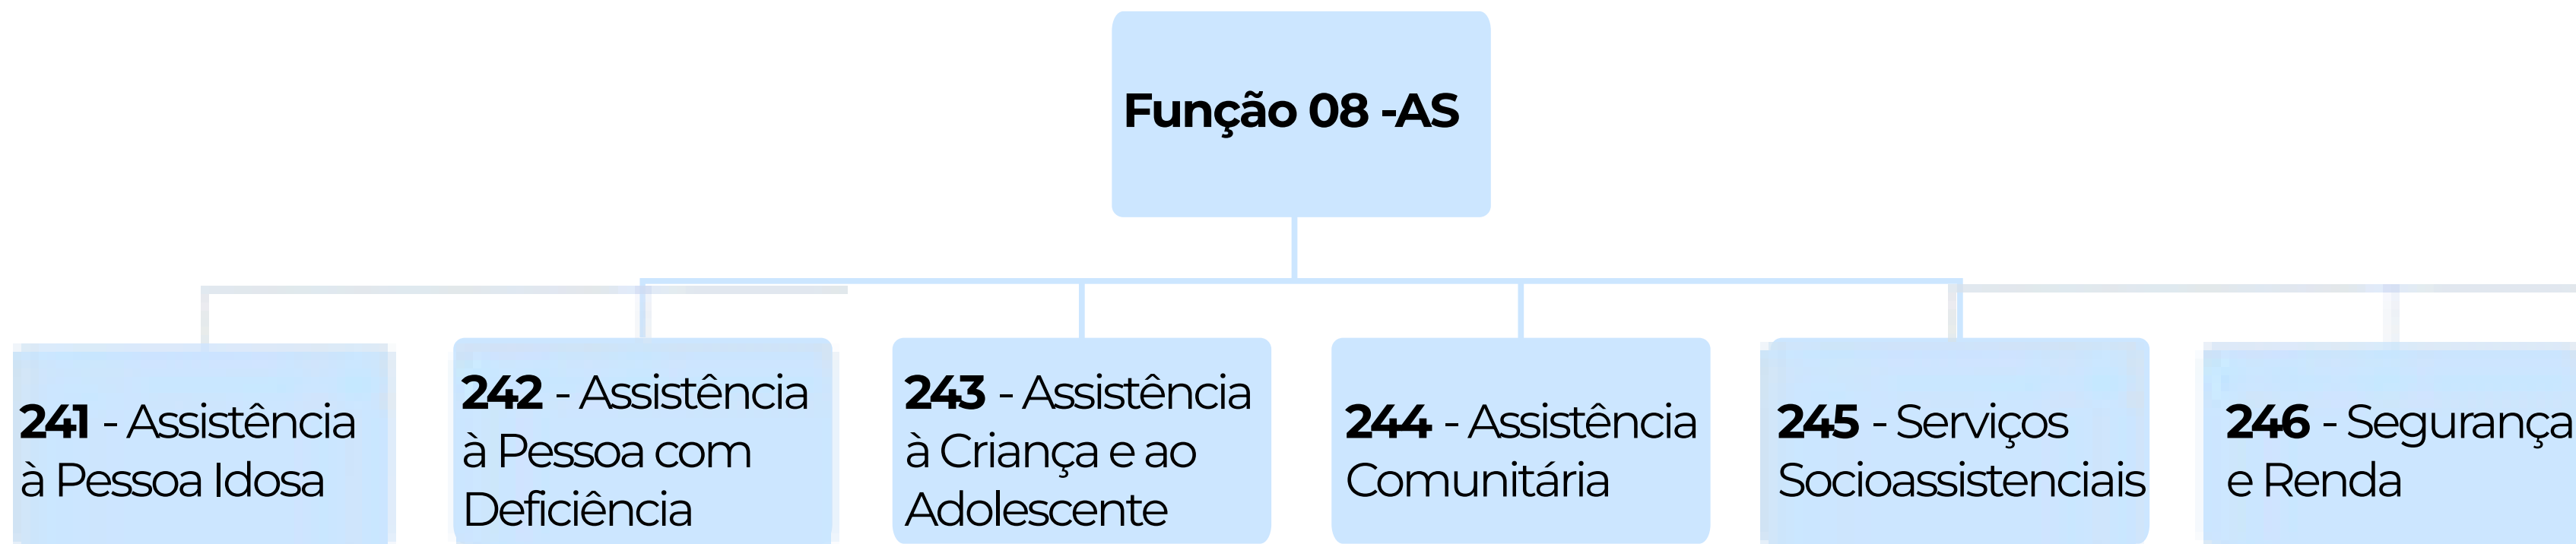 Função 08 -AS
241 - Assistência
à Pessoa Idosa
242 - Assistência
à Pessoa com
Deficiência
243 - Assistência
à Criança e ao
Adolescente
244 - Assistência
Comunitária
245 - Serviços
Socioassistenciais
246 - Segurança
e Renda